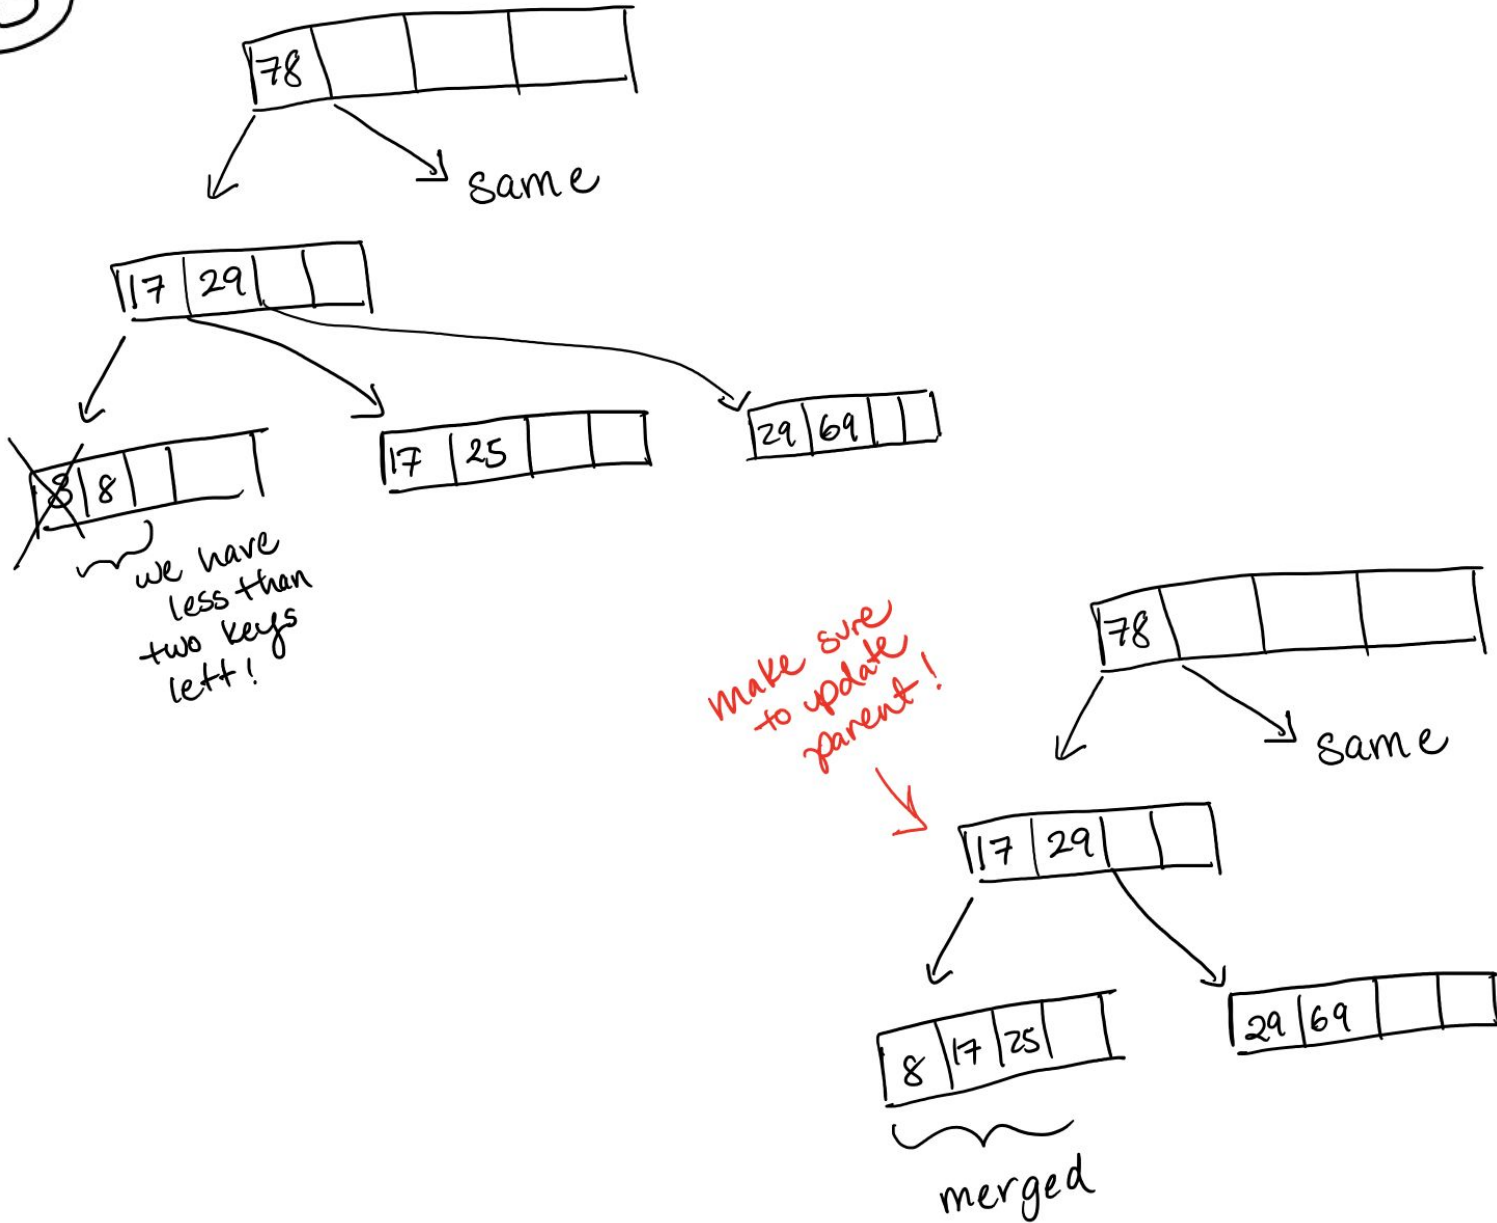 78
same
17 29
17 25
29 69
8
we have
less than
two keys
left!
make sure
to update
parent!
78
same
17 29
8 17 25
29 69
merged